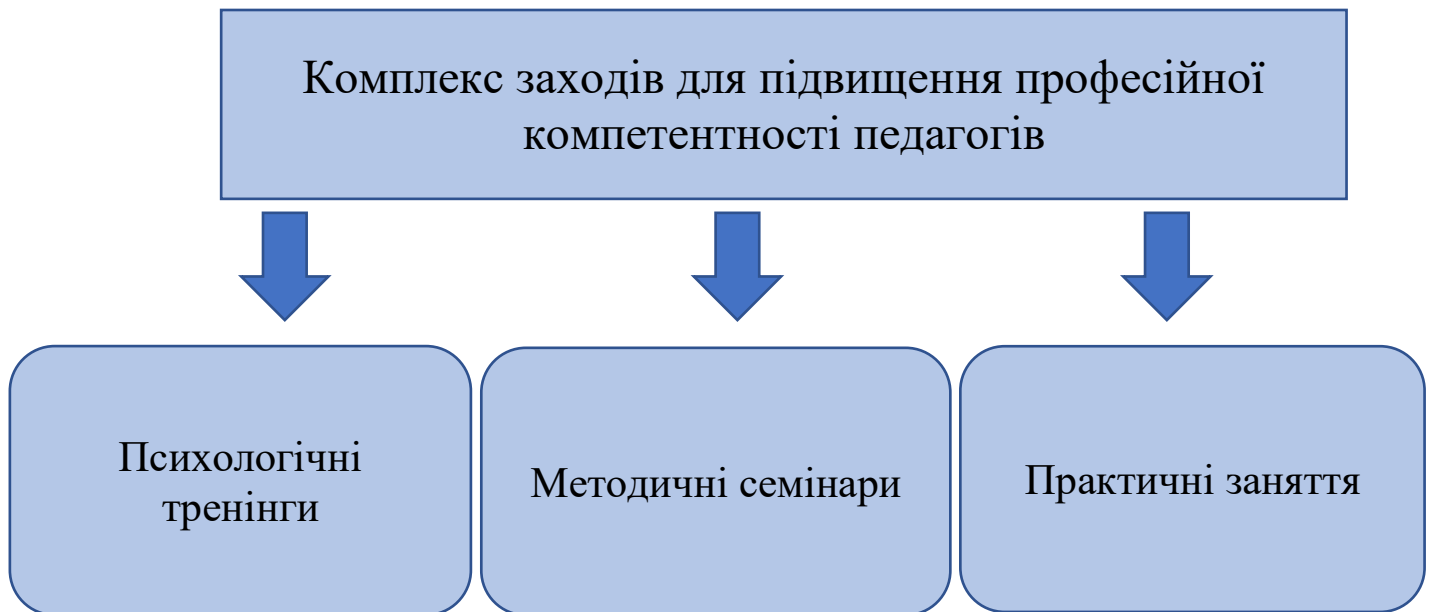 Комплекс заходів для підвищення професійної
компетентності педагогів
Психологічні
тренінги
Методичні семінари
Практичні заняття